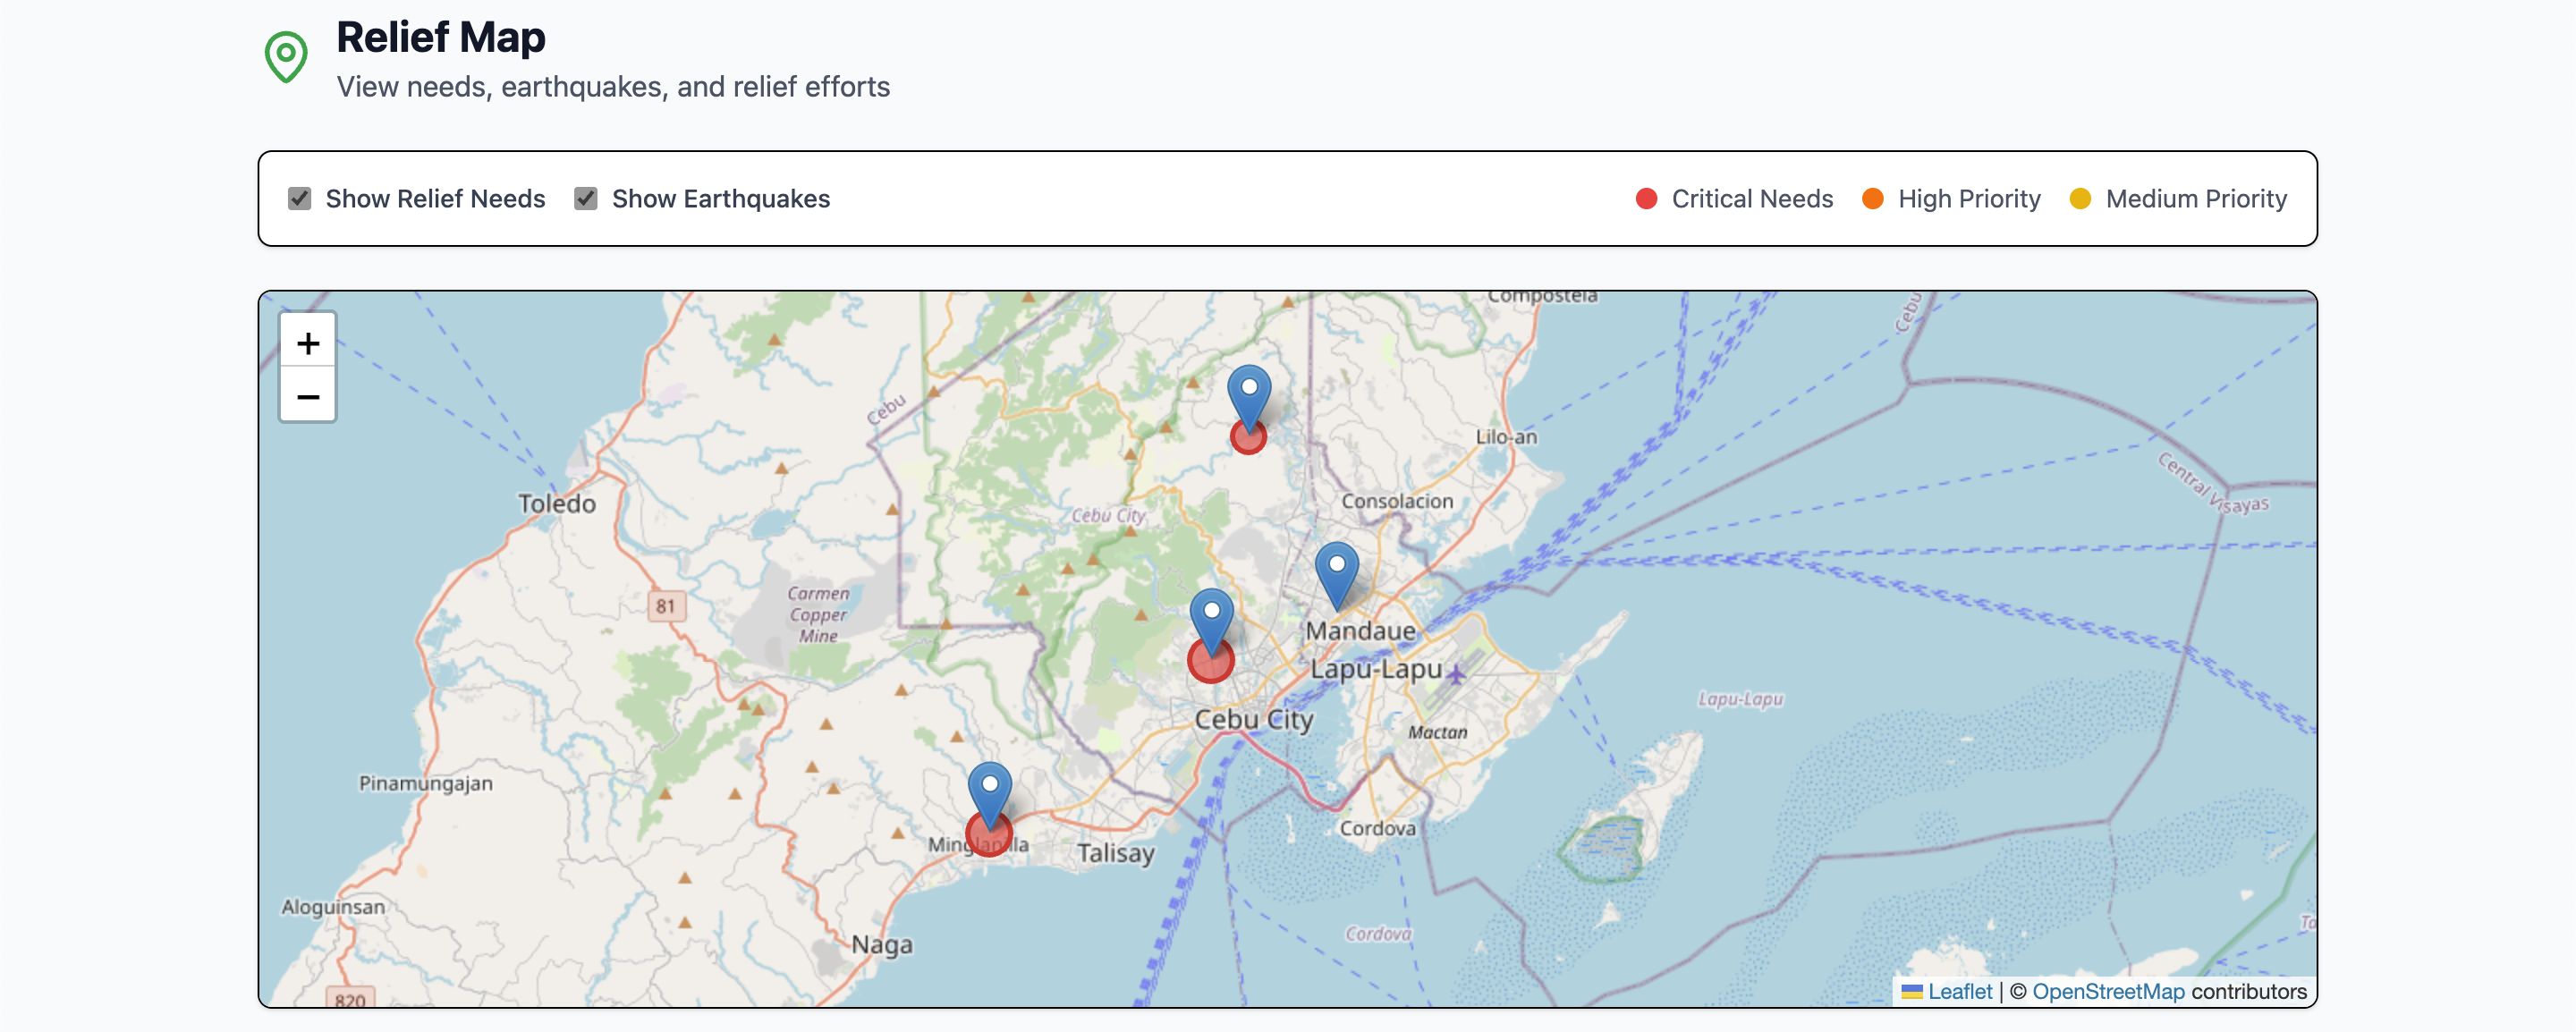 Relief Map
View needs, earthquakes, and relief efforts
Show Relief Needs
Show Earthquakes
Critical Needs
High Priority
Medium Priority
+
−
Compostela
Cebu
Cebu
Lilo-an
Toledo
Consolacion
Central Visayas
Cebu City
81
Carmen
Copper
Mine
Mandaue
Lapu-Lapu
Lapu-Lapu
Cebu City
Mactan
Pinamungajan
Cordova
Minglanilla
Talisay
Aloguinsan
Cordova
Naga
820
Leaflet | © OpenStreetMap contributors